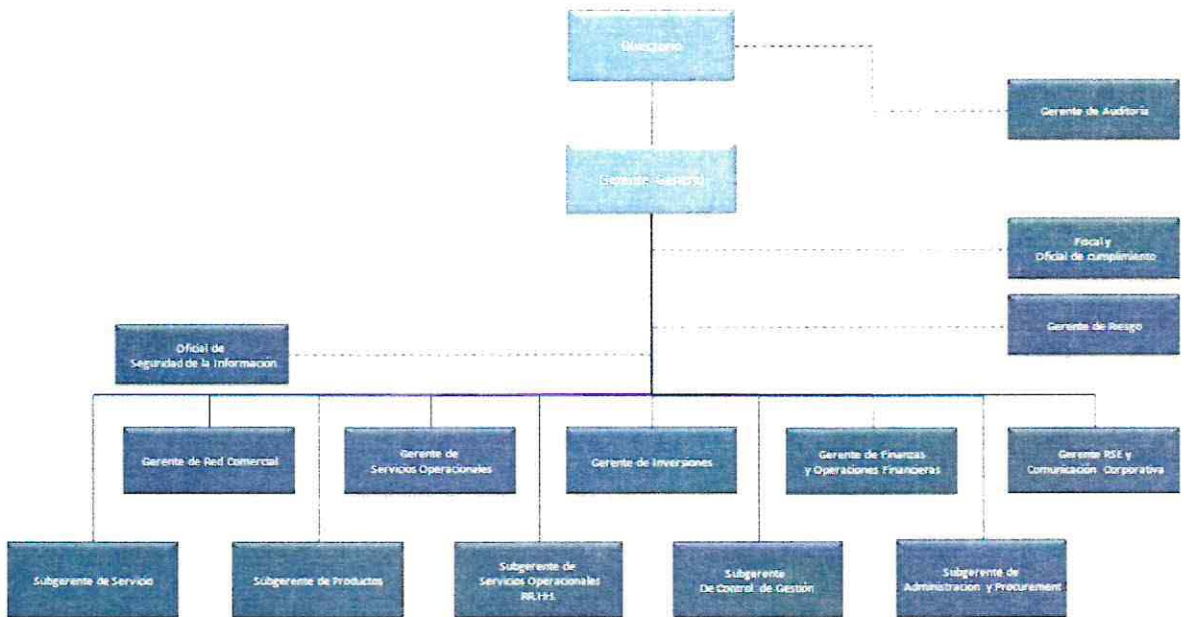 Directorio
Gerente de Auditoría
Gerente General
Fiscal y
Oficial de cumplimiento
Gerente de Riesgo
Oficial de
Seguridad de la Información
Gerente de Red Comercial
Gerente de
Servicios Operacionales
Gerente de Inversiones
Gerente de Finanzas
y Operaciones Financieras
Gerente RSE y
Comunicación Corporativa
Subgerente de Servicio
Subgerente de Productos
Subgerente de
Servicios Operacionales
RR.HH.
Subgerente
De Control de Gestión
Subgerente de
Administracion y Procurement